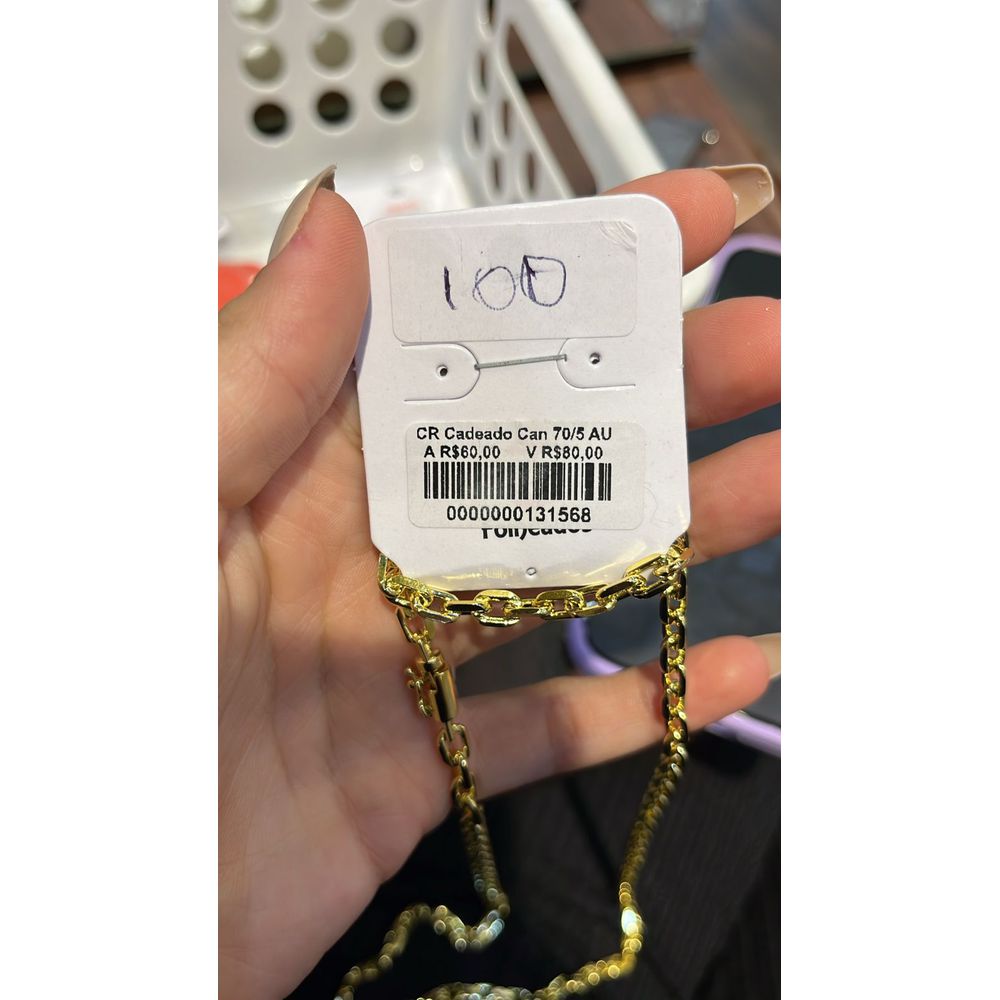 100
CR Cadeado Can 70/5 AU
A R$60,00 V R$80,00
0000000131568